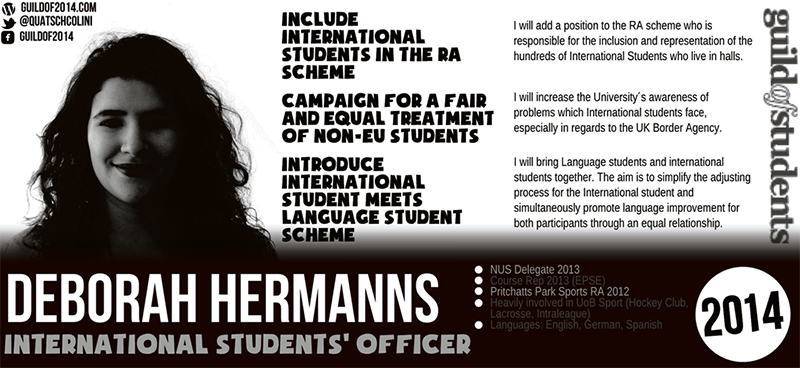 GUILDOF2014.COM
@QUATSCHCOLINI
GUILDOF2014
INCLUDE
INTERNATIONAL
STUDENTS IN THE RA
SCHEME
I will add a position to the RA scheme who is
responsible for the inclusion and representation of the
hundreds of International Students who live in halls.
CAMPAIGN FOR A FAIR
AND EQUAL TREATMENT
OF NON-EU STUDENTS
I will increase the University´s awareness of
problems which International students face,
especially in regards to the UK Border Agency.
INTRODUCE
INTERNATIONAL
STUDENT MEETS
LANGUAGE STUDENT
SCHEME
I will bring Language students and international
students together. The aim is to simplify the adjusting
process for the International student and
simultaneously promote language improvement for
both participants through an equal relationship.
guildofstudents
DEBORAH HERMANNS
INTERNATIONAL STUDENTS' OFFICER
NUS Delegate 2013
Course Rep 2013 (EPSE)
Pritchatts Park Sports RA 2012
Heavily involved in UoB Sport (Hockey Club,
Lacrosse, Intraleague)
Languages: English, German, Spanish
2014